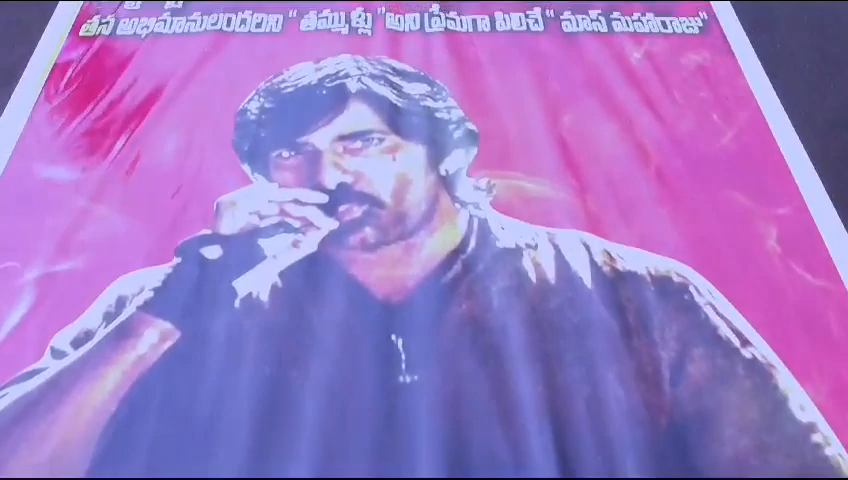 తన అభిమానులందరిని "తమ్ముళ్లు" అని ప్రేమగా పిలిచే "మాస్ మహారాజు"